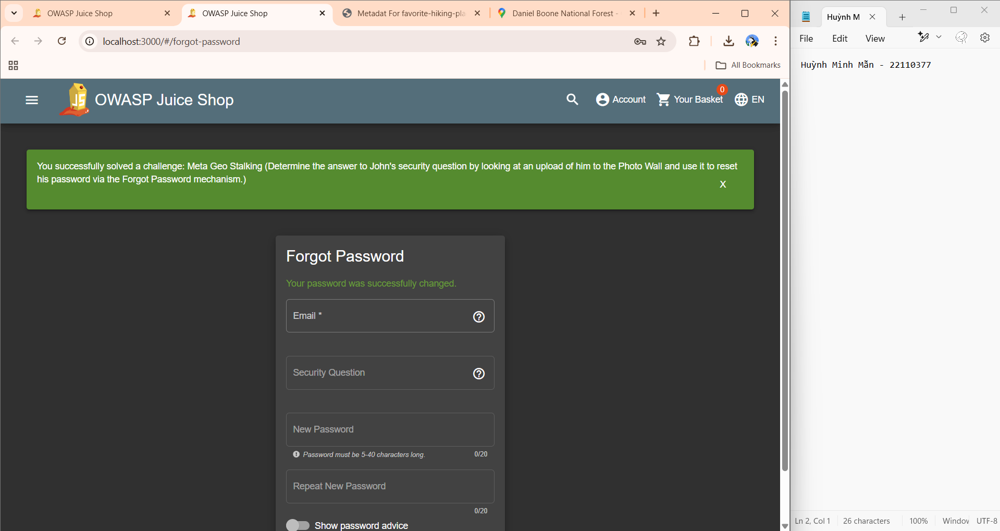 OWASP Juice Shop
OWASP Juice Shop
Metadat For favorite-hiking-pla
Daniel Boone National Forest -
localhost:3000/#/forgot-password
All Bookmarks
OWASP Juice Shop
Account
0
Your Basket
EN
You successfully solved a challenge: Meta Geo Stalking (Determine the answer to John's security question by looking at an upload of him to the Photo Wall and use it to reset
his password via the Forgot Password mechanism.)
X
Forgot Password
Your password was successfully changed.
Email *
Security Question
New Password
Password must be 5-40 characters long.
0/20
Repeat New Password
0/20
Show password advice
Huỳnh M
File Edit View
Huỳnh Minh Mẫn - 22110377
Ln 2, Col 1
26 characters
100%
Window
UTF-8
JS